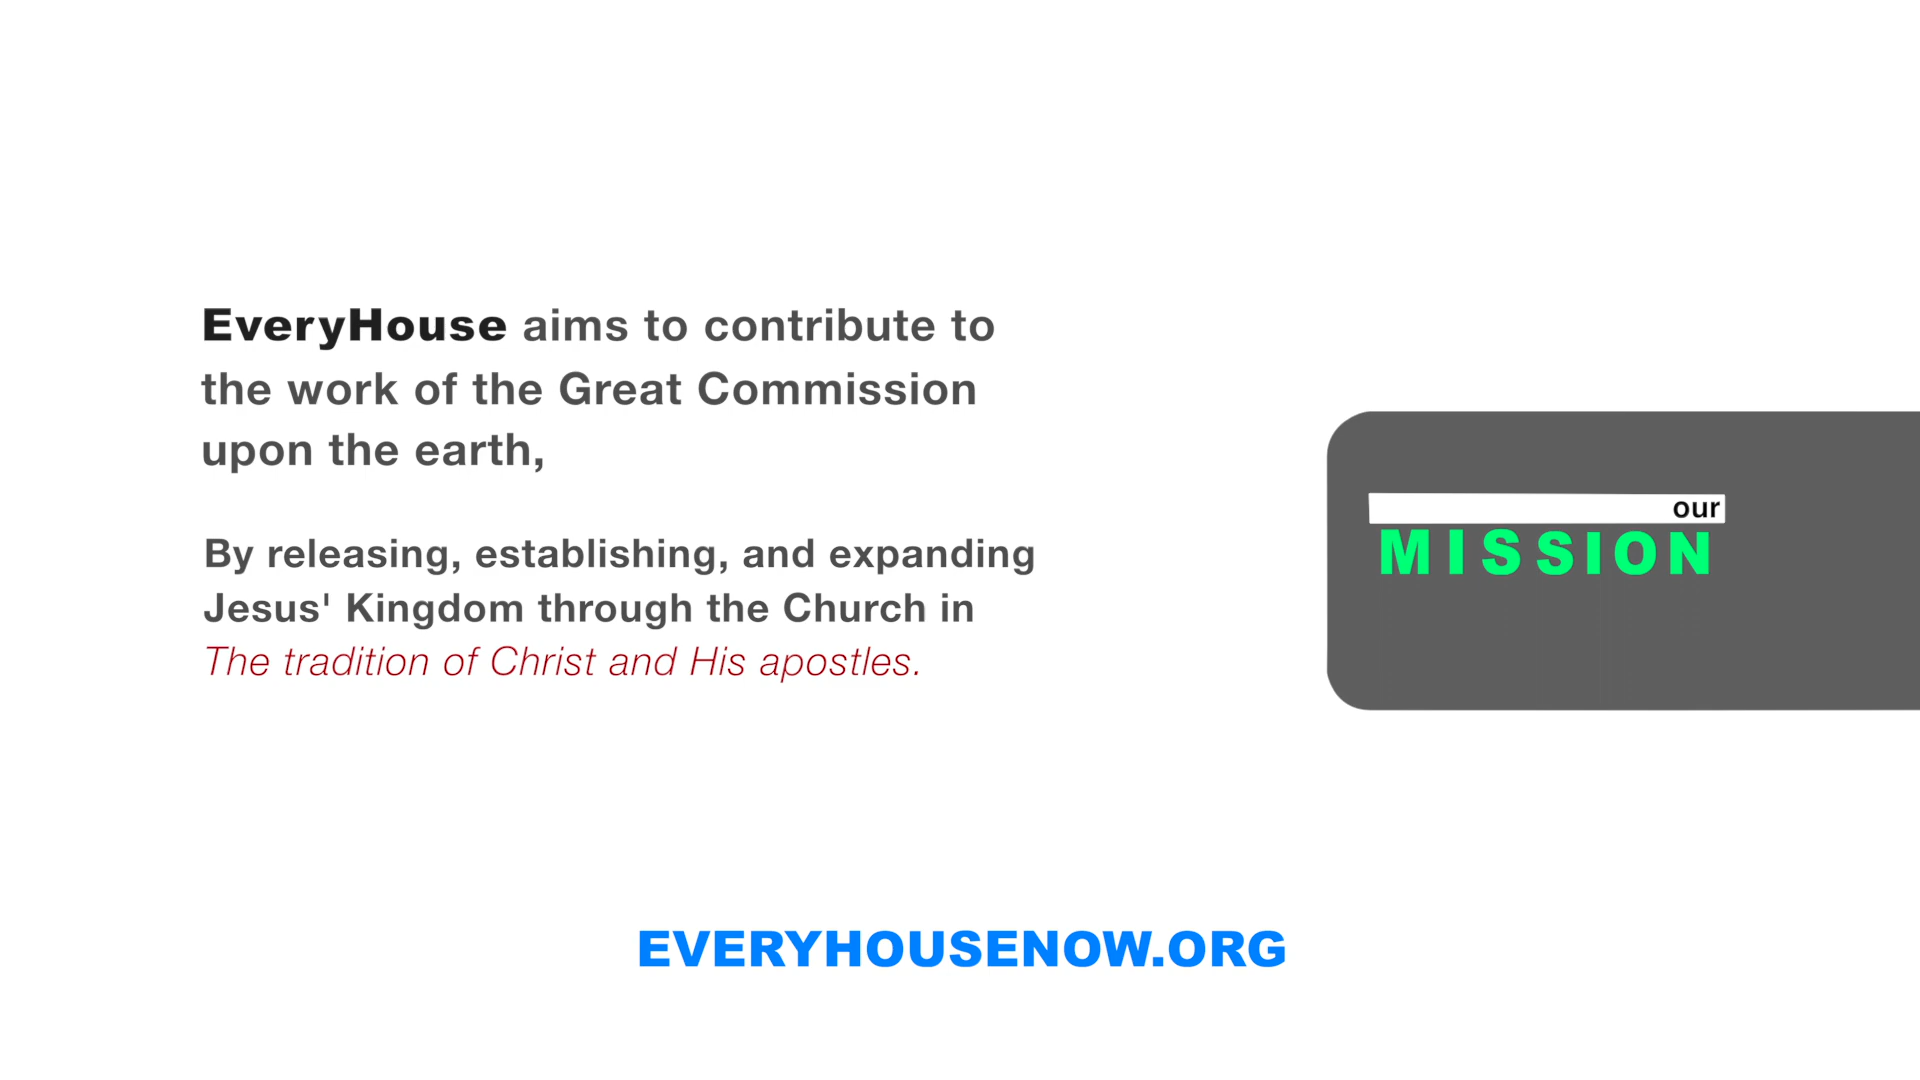 EveryHouse aims to contribute to
the work of the Great Commission
upon the earth,
By releasing, establishing, and expanding
Jesus' Kingdom through the Church in
The tradition of Christ and His apostles.
our
MISSION
EVERYHOUSENOW.ORG